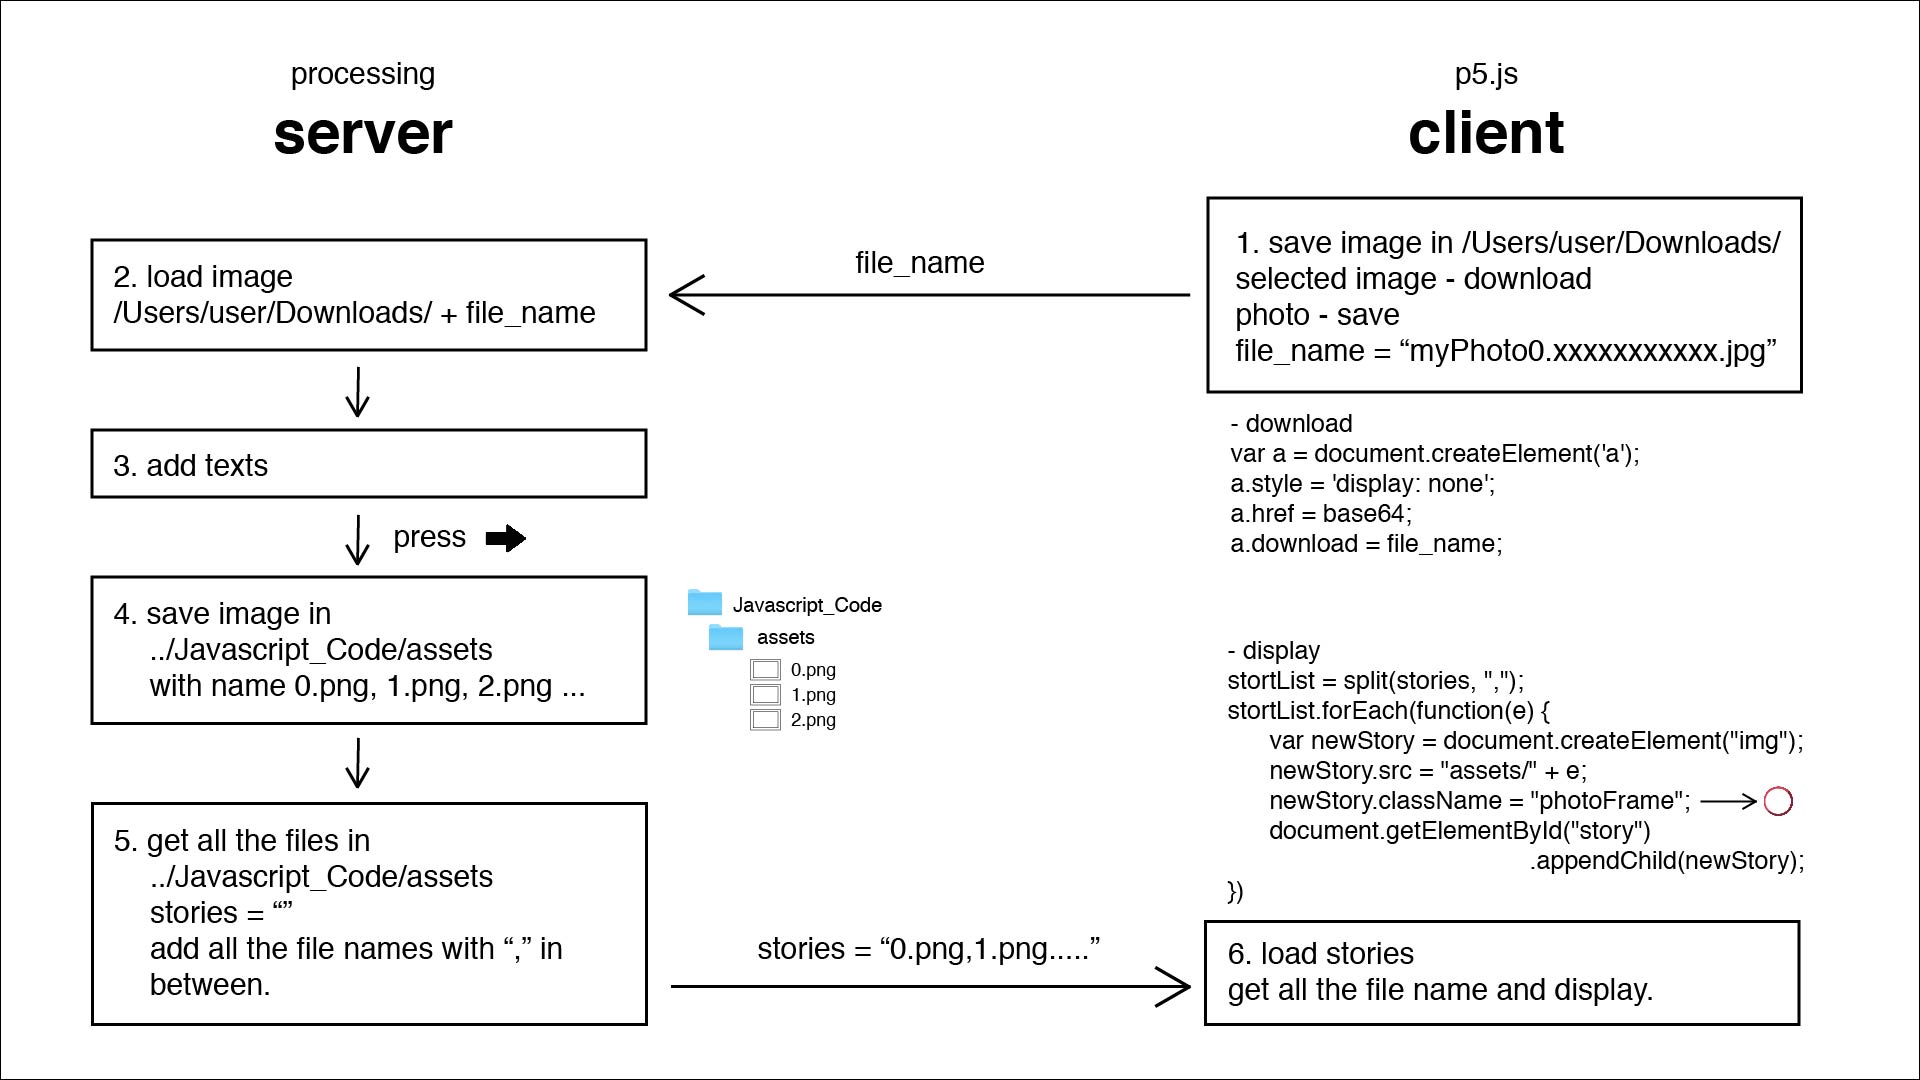 processing
server
p5.js
client
1. save image in /Users/user/Downloads/
selected image - download
photo - save
file_name = “myPhoto0.xxxxxxxxxxx.jpg”
file_name
2. load image
/Users/user/Downloads/ + file_name
3. add texts
press
4. save image in
../Javascript_Code/assets
with name 0.png, 1.png, 2.png ...
Javascript_Code
assets
0.png
1.png
2.png
5. get all the files in
../Javascript_Code/assets
stories = “”
add all the file names with “,” in
between.
stories = “0.png,1.png.....”
- download
var a = document.createElement('a');
a.style = 'display: none';
a.href = base64;
a.download = file_name;
- display
stortList = split(stories, ",");
stortList.forEach(function(e) {
var newStory = document.createElement("img");
newStory.src = "assets/" + e;
newStory.className = "photoFrame";
document.getElementById("story")
.appendChild(newStory);
})
6. load stories
get all the file name and display.